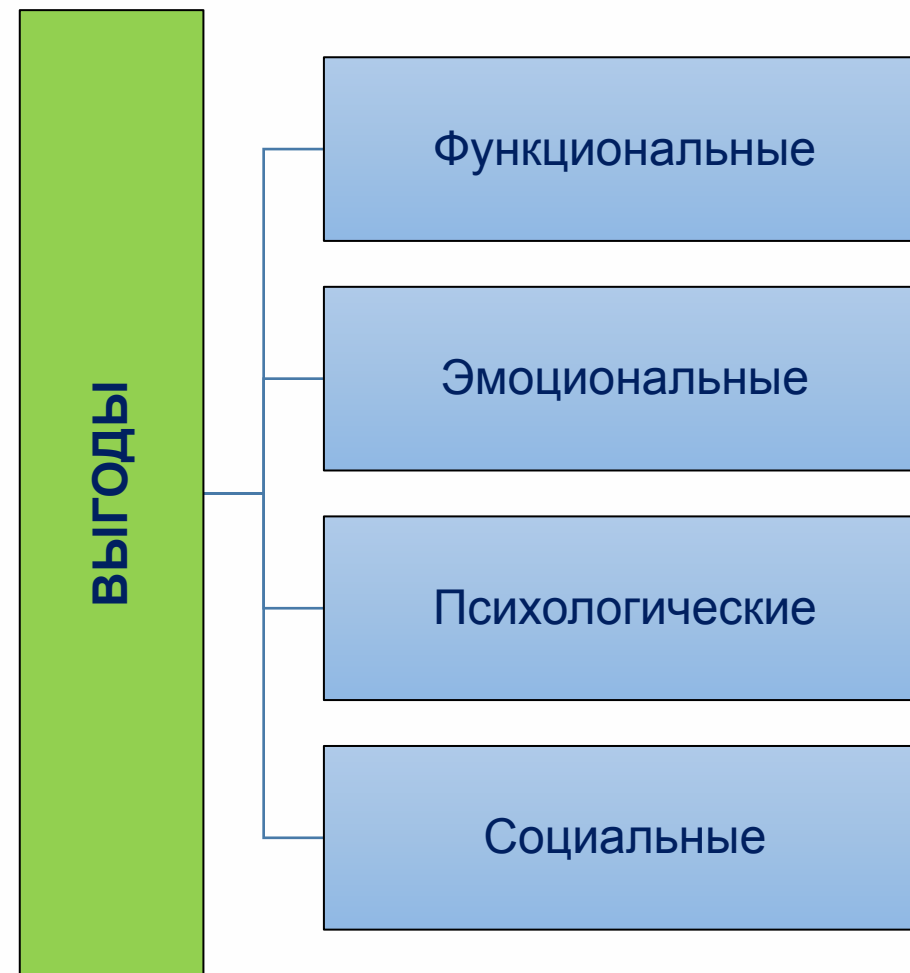 ВЫГОДЫ
Функциональные
Эмоциональные
Психологические
Социальные